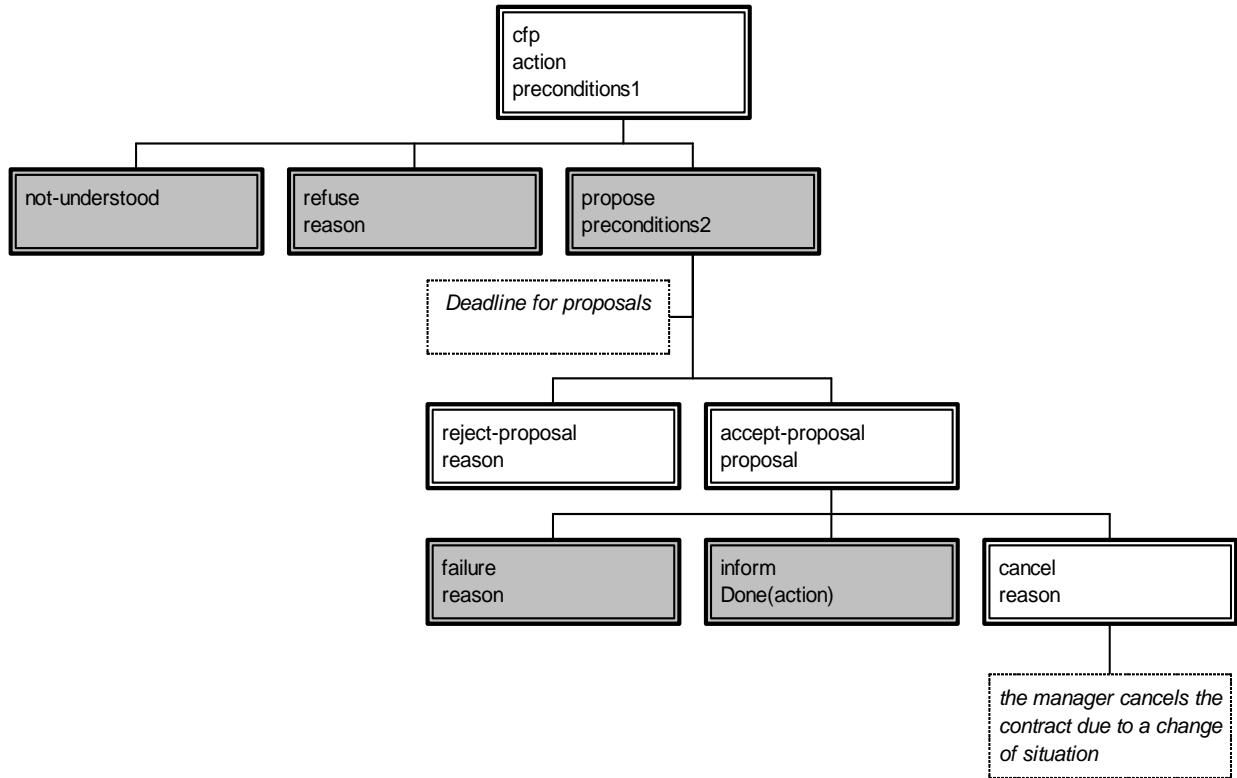 cfp
action
preconditions1
not-understood
refuse
reason
propose
preconditions2
Deadline for proposals
reject-proposal
reason
accept-proposal
proposal
failure
reason
inform
Done(action)
cancel
reason
the manager cancels the
contract due to a change
of situation